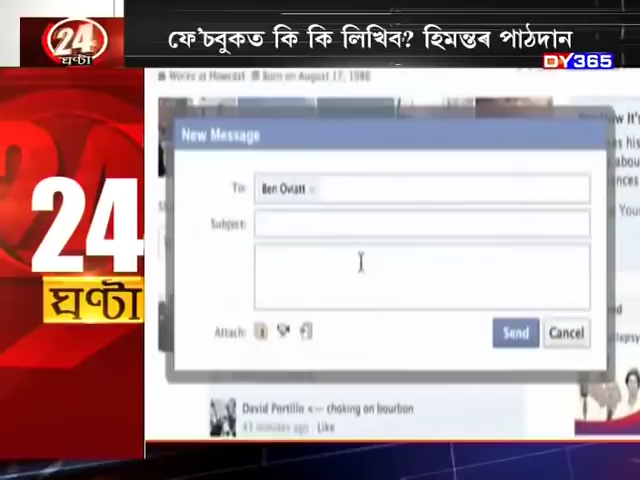 24
ঘণ্টা
ফে'চবুকত কি কি লিখিব? হিমন্তৰ পাঠদান
DY365
Works at Howcast Born on August 17, 1986
New Message
To: Ben Oviatt
Subject:
Attach:
Send Cancel
David Portillo <— choking on bourbon
43 minutes ago · Like
24
ঘণ্টা